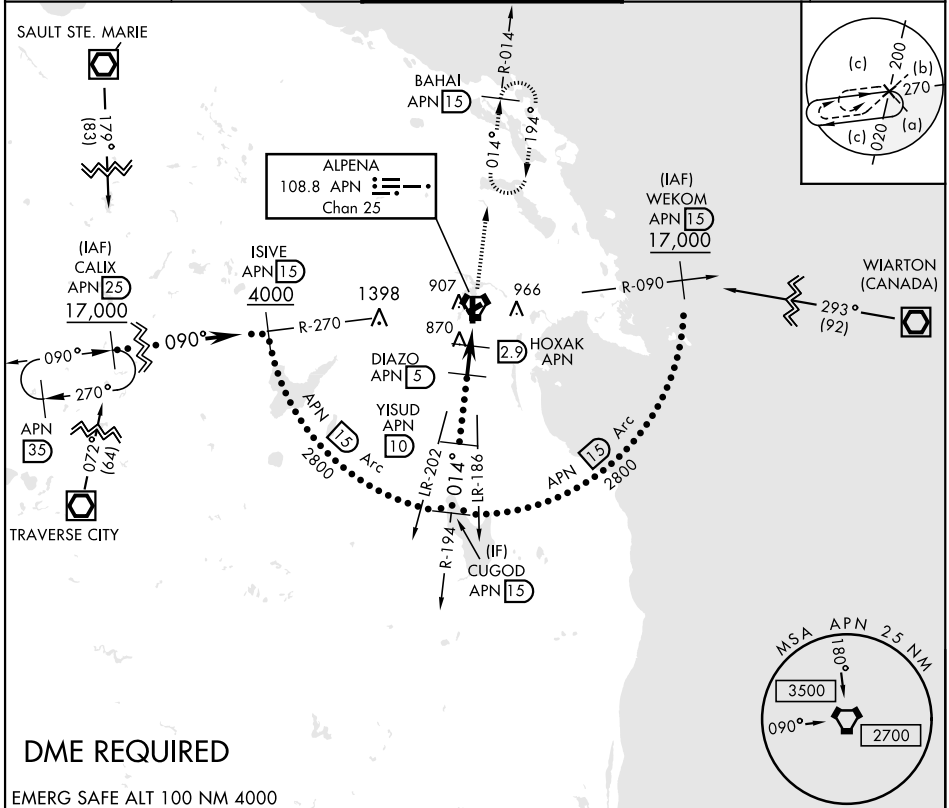 SAULT STE. MARIE
179°
(83)
BAHAI
APN 15
R-014
014°
194°
(c)
200
(b)
270
(a)
(c)
020
ALPENA
108.8 APN
Chan 25
(IAF)
WEKOM
APN 15
17,000
(IAF)
CALIX
APN 25
17,000
ISIVE
APN 15
4000
090°
R-270
1398
907
966
R-090
WIARTON
(CANADA)
293°
(92)
870
2.9 HOXAK
APN
DIAZO
APN 5
090°
270°
APN
35
072°
(64)
TRAVERSE CITY
YISUD
APN
10
APN 15 Arc
2800
APN 15 Arc
2800
LR-202
014°
LR-186
R-194
(IF)
CUGOD
APN 15
MSA APN 25 NM
180°
3500
090°
2700
DME REQUIRED
EMERG SAFE ALT 100 NM 4000